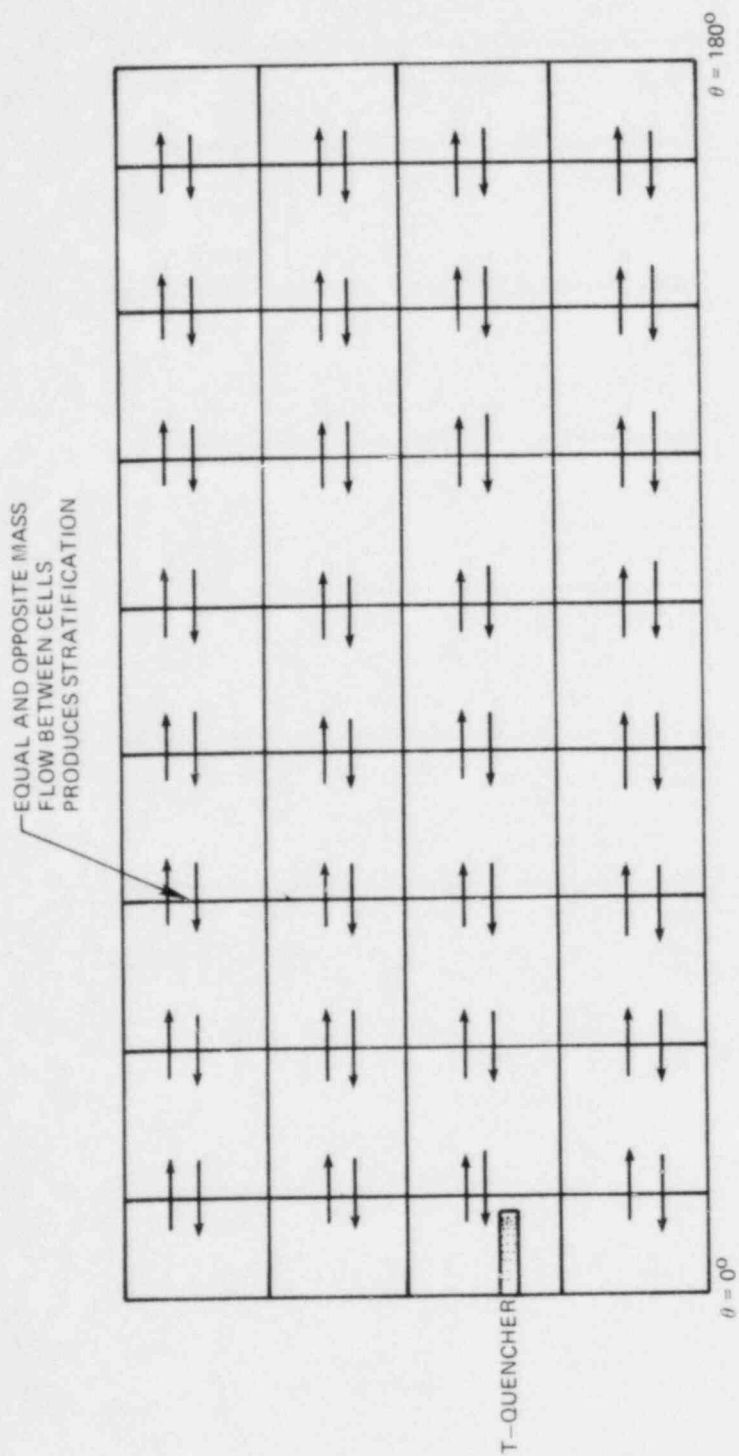 EQUAL AND OPPOSITE MASS
FLOW BETWEEN CELLS
PRODUCES STRATIFICATION
T-QUENCHER
θ = 0°
θ = 180°